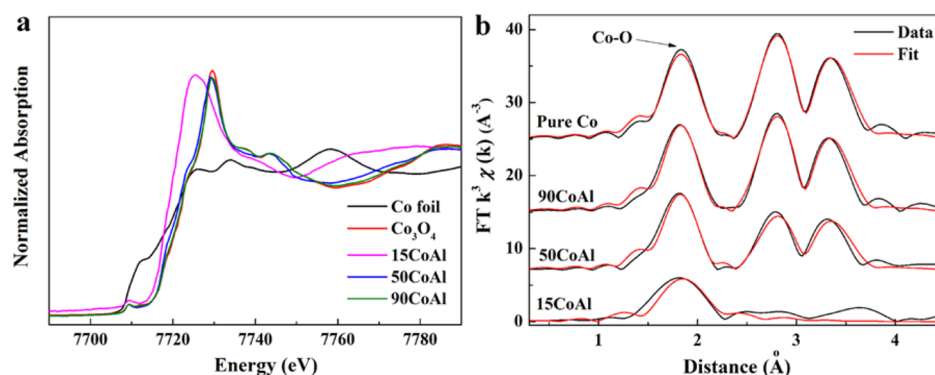 a
Normalized Absorption
Co foil
Co3O4
15CoAl
50CoAl
90CoAl
7700 7720 7740 7760 7780
Energy (eV)
b
FT k³ χ (k) (A⁻³)
40
30
20
10
0
Co-O
Data
Fit
Pure Co
90CoAl
50CoAl
15CoAl
1 2 3 4
Distance (Å)